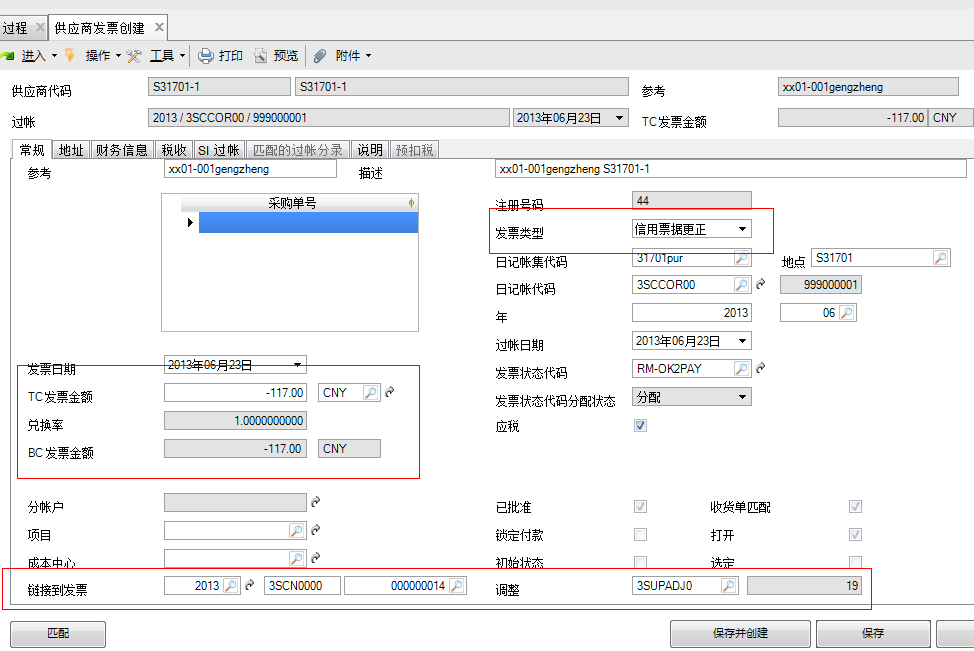 过程 供应商发票创建
进入 操作 工具 打印 预览 附件
供应商代码 S31701-1 S31701-1 参考 xx01-001gengzheng
过帐 2013 / 3SCCOR00 / 999000001 2013年06月23日 TC发票金额 -117.00 CNY
常规 地址 财务信息 税收 SI 过帐 匹配的过帐分录 说明 预扣税
参考 xx01-001gengzheng 描述 xx01-001gengzheng S31701-1
采购单号
注册号码 44
发票类型 信用票据更正
日记帐集代码 31701pur 地点 S31701
日记帐代码 3SCCOR00 999000001
年 2013 06
过帐日期 2013年06月23日
发票日期 2013年06月23日 发票状态代码 RM-OK2PAY
TC发票金额 -117.00 CNY 发票状态代码分配状态 分配
兑换率 1.0000000000 应税
BC 发票金额 -117.00 CNY
分帐户 已批准 收货单匹配
项目 锁定付款 打开
成本中心 初始状态 选定
链接到发票 2013 3SCN0000 000000014 调整 3SUPADJ0 19
匹配 保存并创建 保存